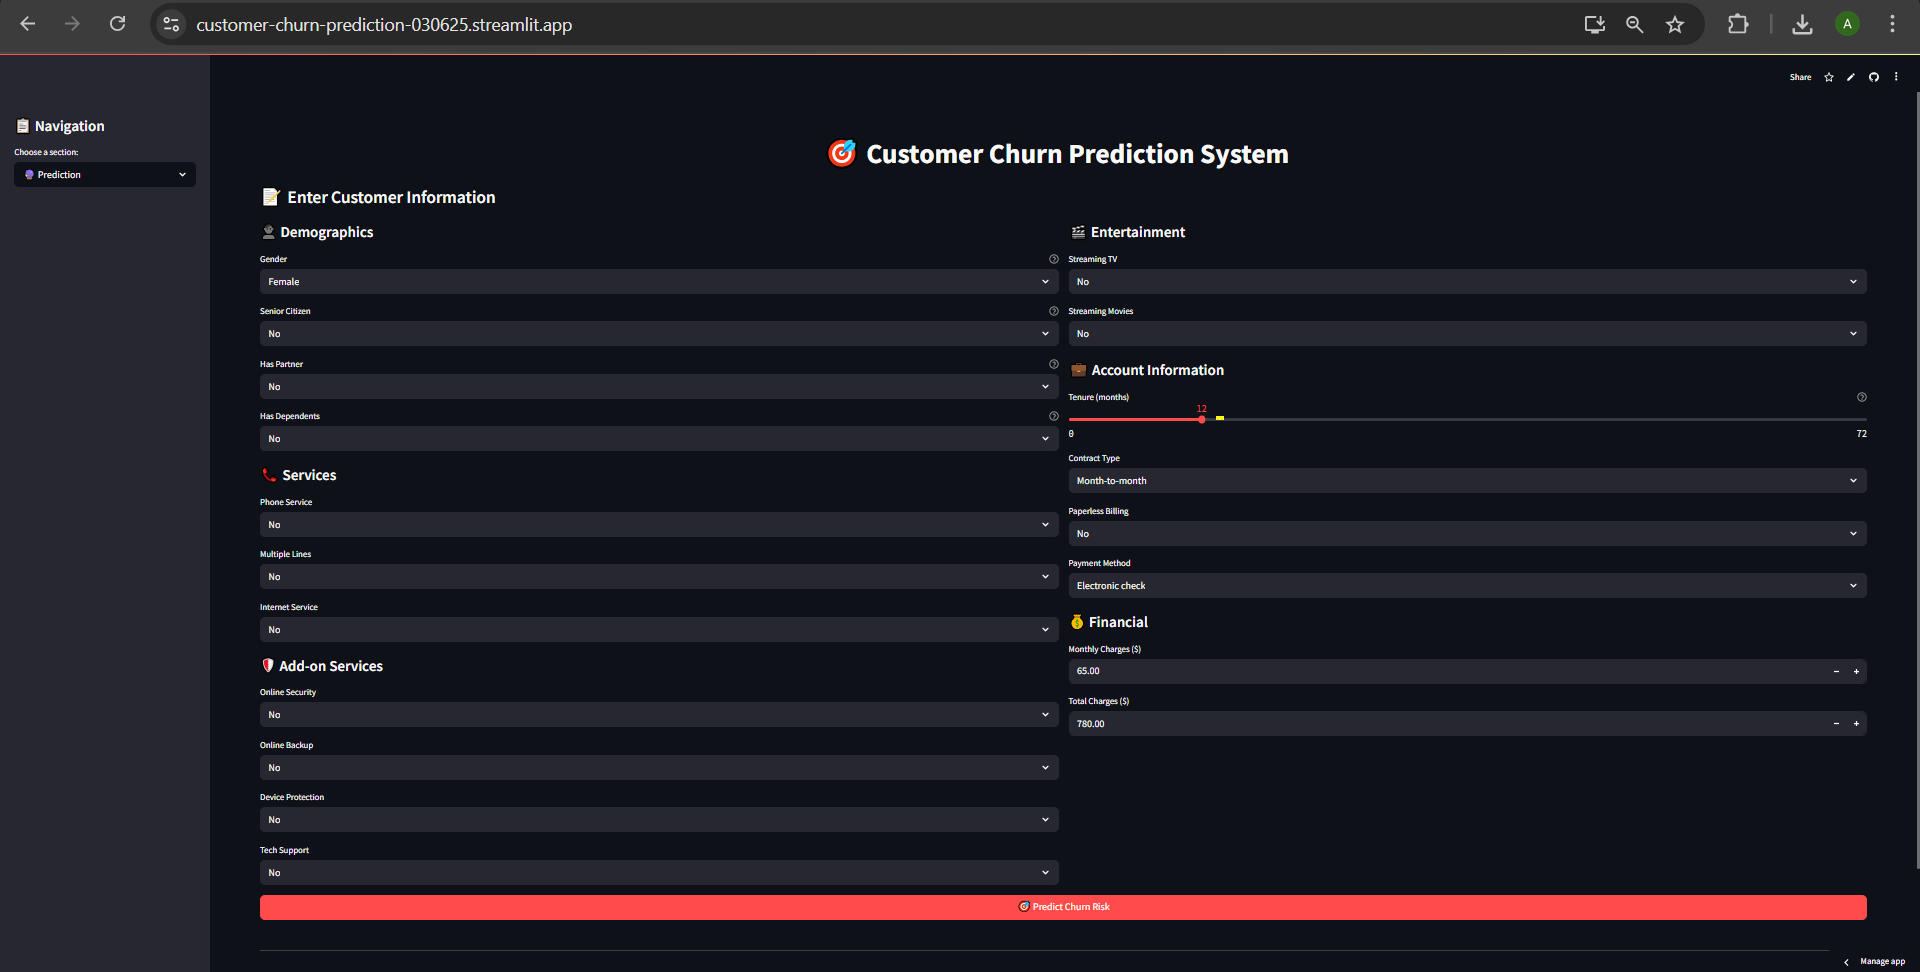 customer-churn-prediction-030625.streamlit.app
A
Share
Navigation
Choose a section:
Prediction
Customer Churn Prediction System
Enter Customer Information
Demographics
Gender
Female
Senior Citizen
No
Has Partner
No
Has Dependents
No
Services
Phone Service
No
Multiple Lines
No
Internet Service
No
Add-on Services
Online Security
No
Online Backup
No
Device Protection
No
Tech Support
No
Entertainment
Streaming TV
No
Streaming Movies
No
Account Information
Tenure (months)
12
0 72
Contract Type
Month-to-month
Paperless Billing
No
Payment Method
Electronic check
Financial
Monthly Charges ($)
65.00
Total Charges ($)
780.00
Predict Churn Risk
Manage app